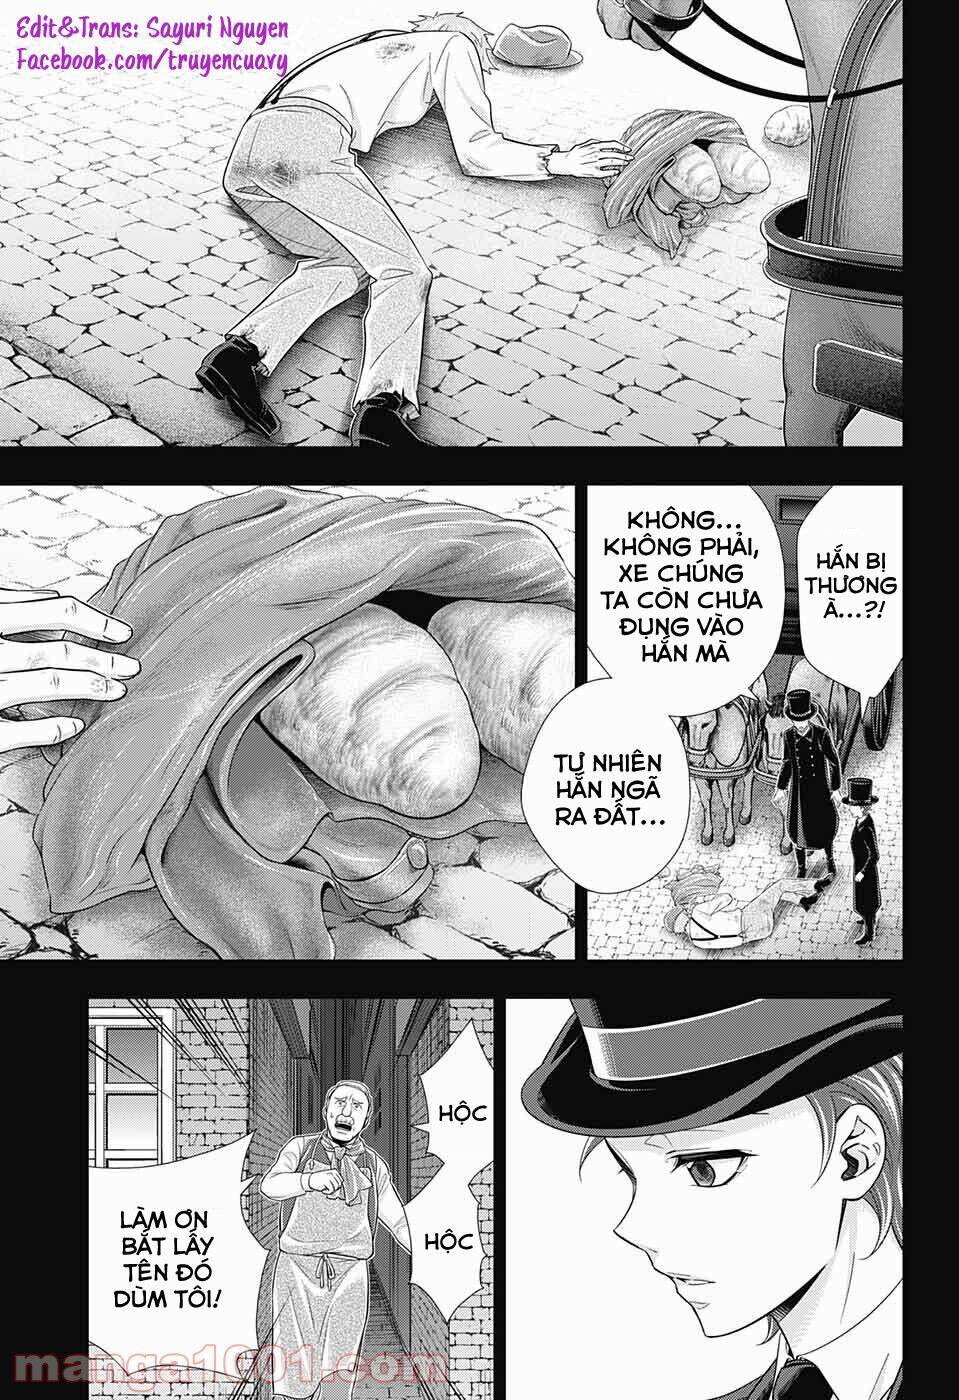 Edit&Trans: Sayuri Nguyen
Facebook.com/truyencuavy
HẮN BỊ
THƯƠNG
À...?!
KHÔNG...
KHÔNG PHẢI,
XE CHÚNG
TA CÒN CHƯA
ĐỤNG VÀO
HẮN MÀ
TỰ NHIÊN
HẮN NGÃ
RA ĐẤT...
HỘC
HỘC
LÀM ƠN
BẮT LẤY
TÊN ĐÓ
DÙM TÔI!
manga1001.com